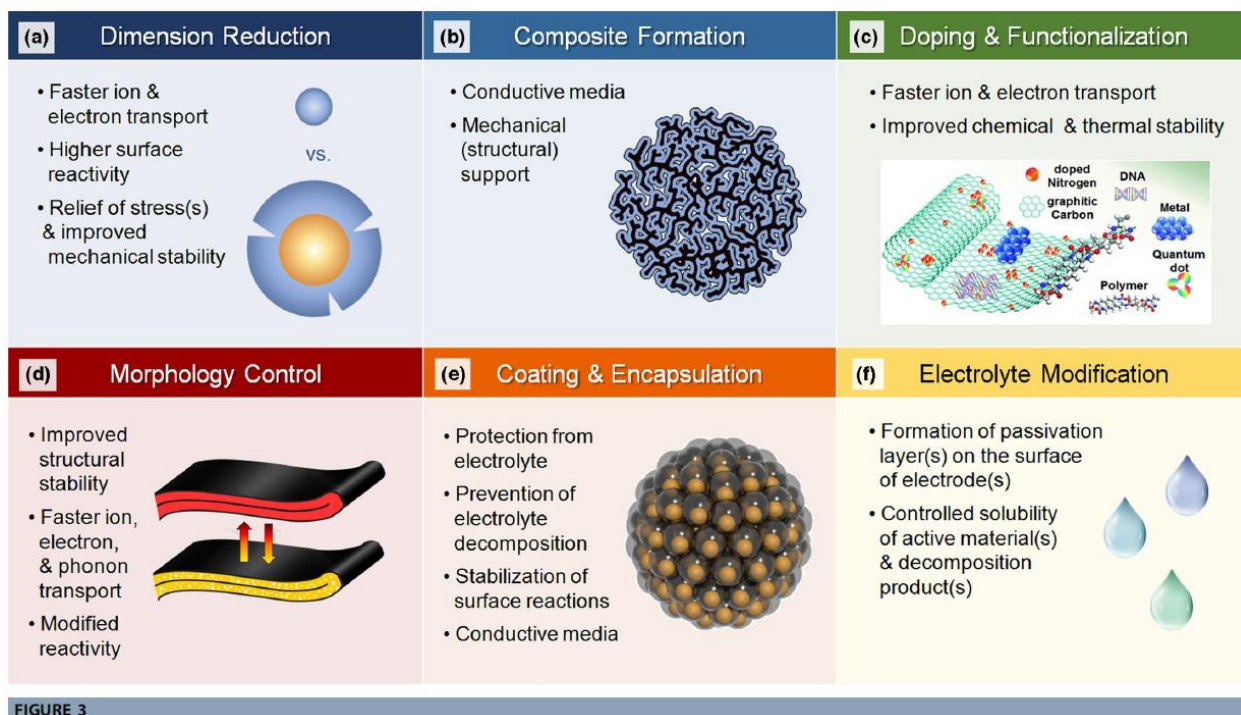 (a) Dimension Reduction
• Faster ion &
electron transport
• Higher surface
reactivity
• Relief of stress(s)
& improved
mechanical stability
vs.
(b) Composite Formation
• Conductive media
• Mechanical
(structural)
support
(c) Doping & Functionalization
• Faster ion & electron transport
• Improved chemical & thermal stability
doped
Nitrogen
graphitic
Carbon
DNA
Metal
Quantum
dot
Polymer
(d) Morphology Control
• Improved
structural
stability
• Faster ion,
electron,
& phonon
transport
• Modified
reactivity
(e) Coating & Encapsulation
• Protection from
electrolyte
• Prevention of
electrolyte
decomposition
• Stabilization of
surface reactions
• Conductive media
(f) Electrolyte Modification
• Formation of passivation
layer(s) on the surface
of electrode(s)
• Controlled solubility
of active material(s)
& decomposition
product(s)
FIGURE 3